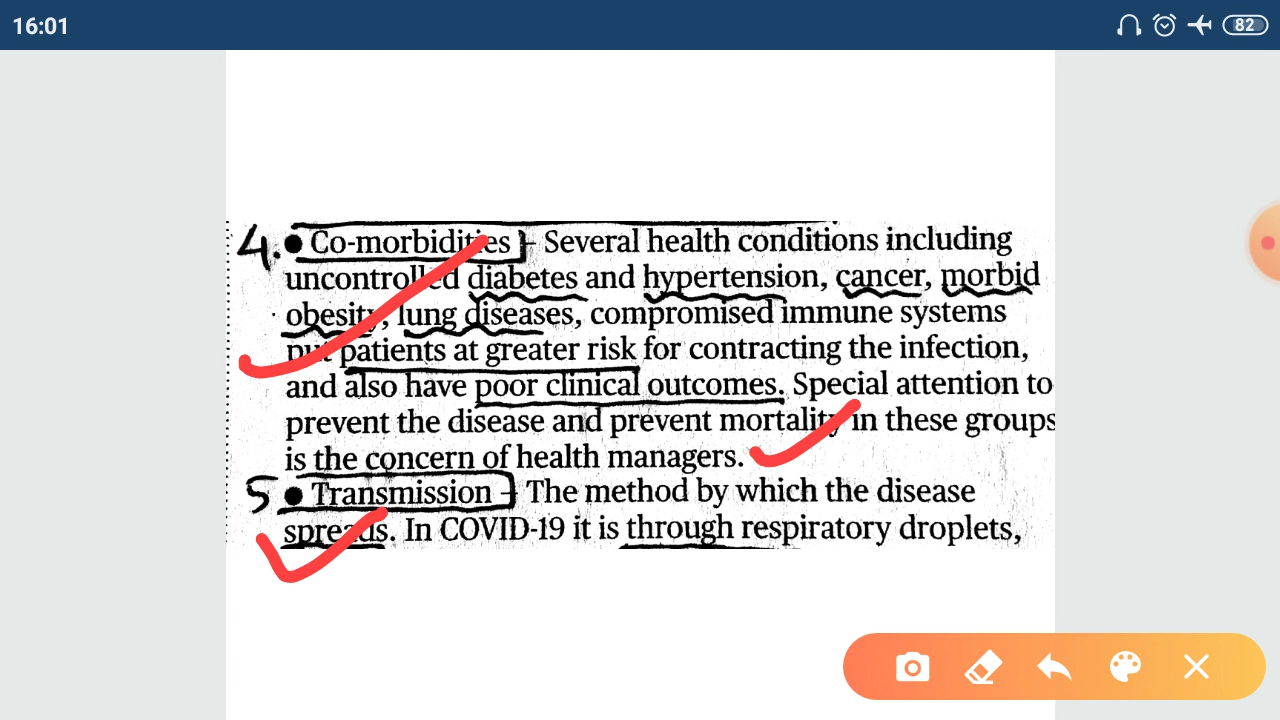 16:01
82
4. ● Co-morbidities - Several health conditions including
uncontrolled diabetes and hypertension, cancer, morbid
obesity, lung diseases, compromised immune systems
put patients at greater risk for contracting the infection,
and also have poor clinical outcomes. Special attention to
prevent the disease and prevent mortality in these groups
is the concern of health managers.
5 ● Transmission - The method by which the disease
spreads. In COVID-19 it is through respiratory droplets,